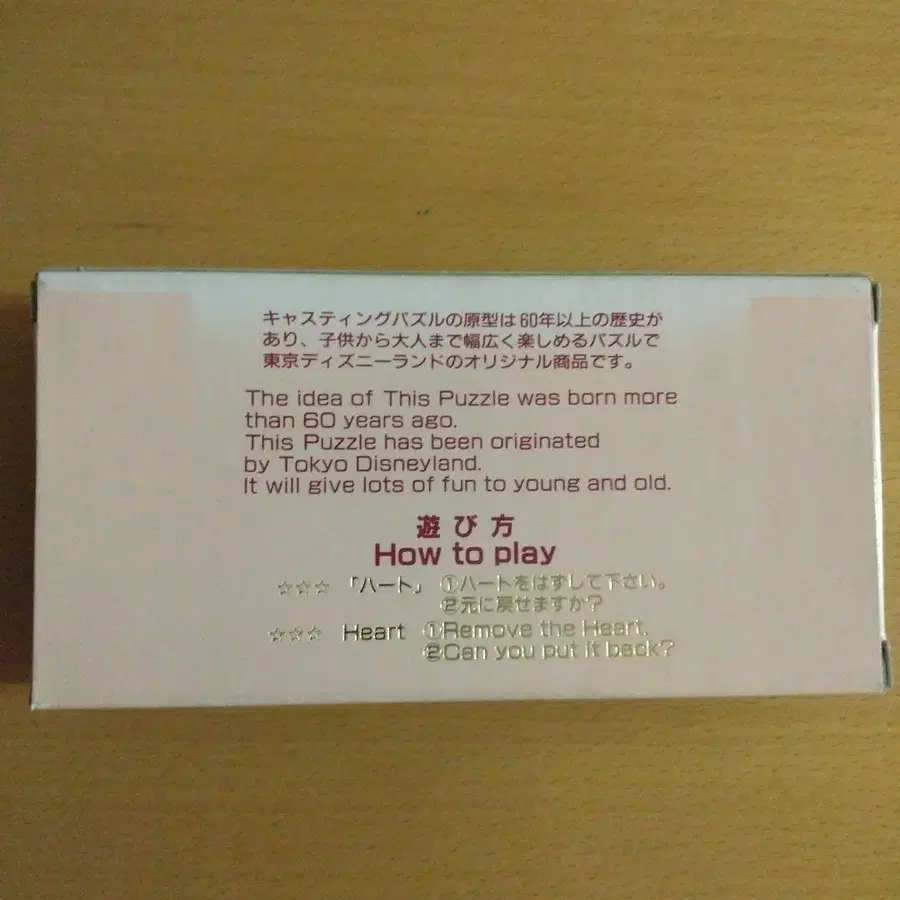 キャスティングパズルの原型は60年以上の歴史が
あり、子供から大人まで幅広く楽しめるパズルで
東京ディズニーランドのオリジナル商品です。
The idea of This Puzzle was born more
than 60 years ago.
This Puzzle has been originated
by Tokyo Disneyland.
It will give lots of fun to young and old.
遊び方
How to play
☆☆☆ 「ハート」 ①ハートをはずして下さい。
②元に戻せますか?
☆☆☆ Heart ①Remove the Heart.
②Can you put it back?